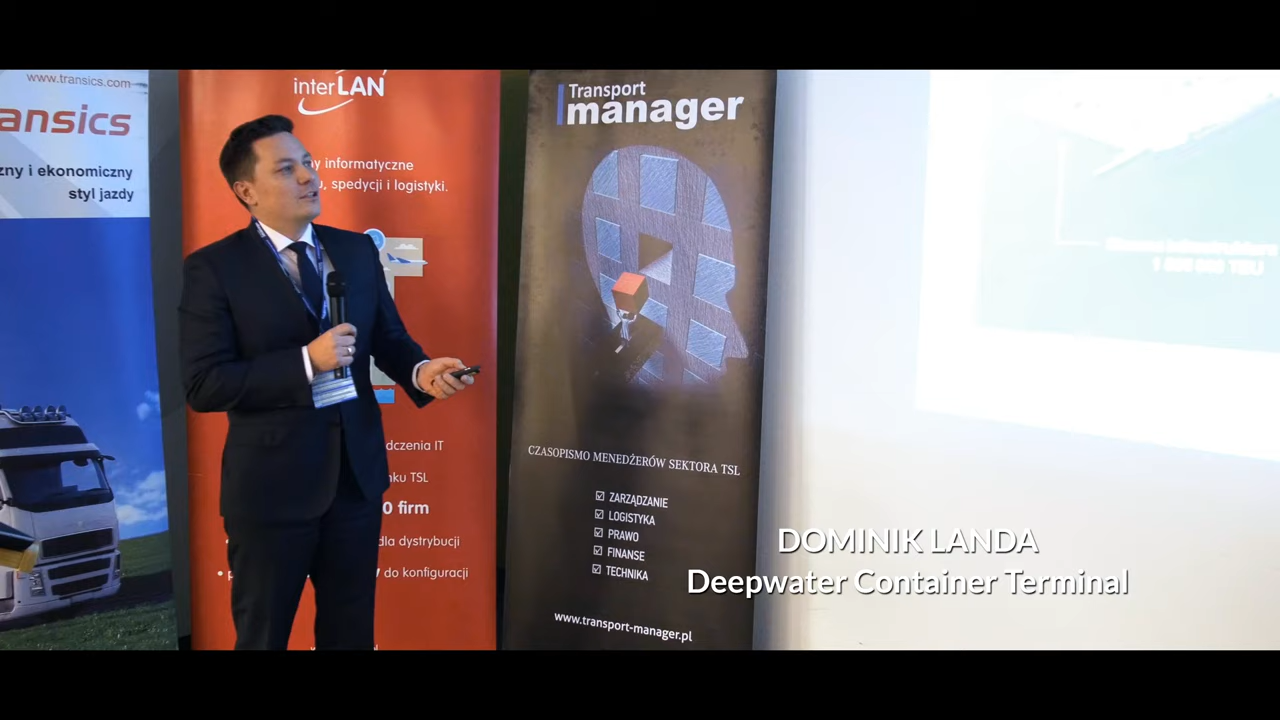 www.transics.com
ansics
zny i ekonomiczny
styl jazdy
interLAN
my informatyczne
, spedycji i logistyki.
dczenia IT
nku TSL
0 firm
dla dystrybucji
do konfiguracji
Transport
manager
CZASOPISMO MENEDŻERÓW SEKTORA TSL
☑ ZARZĄDZANIE
☑ LOGISTYKA
☑ PRAWO
☑ FINANSE
☑ TECHNIKA
www.transport-manager.pl
DOMINIK LANDA
Deepwater Container Terminal